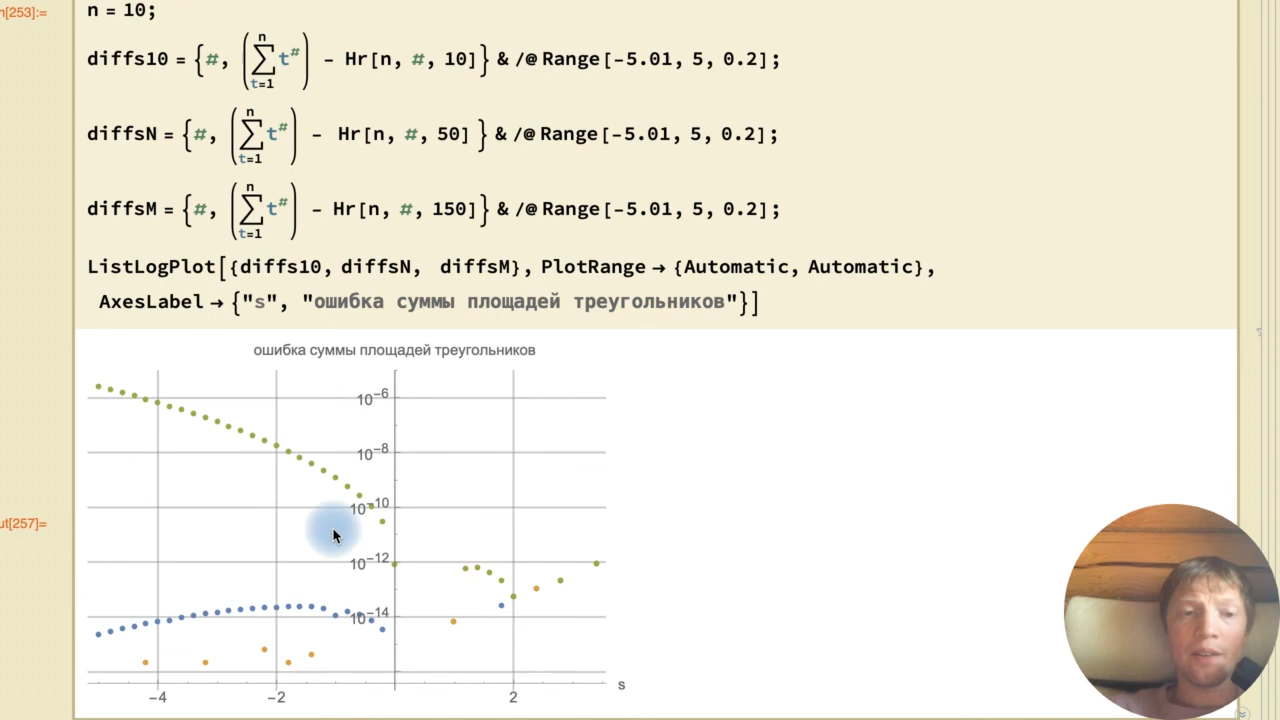 n[253]:=
n = 10;
diffs10 = {#, (∑ₜ₌₁ⁿ t^#) - Hr[n, #, 10]} & /@ Range[-5.01, 5, 0.2];
diffsN = {#, (∑ₜ₌₁ⁿ t^#) - Hr[n, #, 50] } & /@ Range[-5.01, 5, 0.2];
diffsM = {#, (∑ₜ₌₁ⁿ t^#) - Hr[n, #, 150]} & /@ Range[-5.01, 5, 0.2];
ListLogPlot[{diffs10, diffsN, diffsM}, PlotRange → {Automatic, Automatic},
AxesLabel → {"s", "ошибка суммы площадей треугольников"}]
ошибка суммы площадей треугольников
10⁻⁶
10⁻⁸
10⁻¹⁰
ut[257]=
10⁻¹²
10⁻¹⁴
s
-4 -2 2